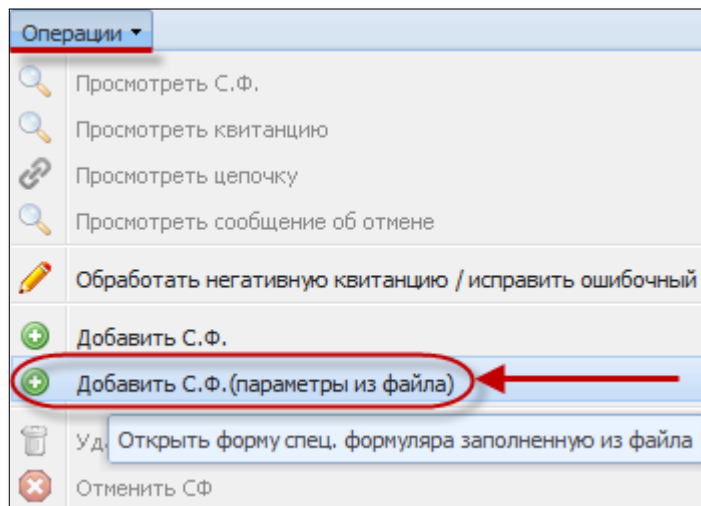 Операции
Просмотреть С.Ф.
Просмотреть квитанцию
Просмотреть цепочку
Просмотреть сообщение об отмене
Обработать негативную квитанцию / исправить ошибочный
Добавить С.Ф.
Добавить С.Ф.(параметры из файла)
Открыть форму спец. формуляра заполненную из файла
Отменить СФ